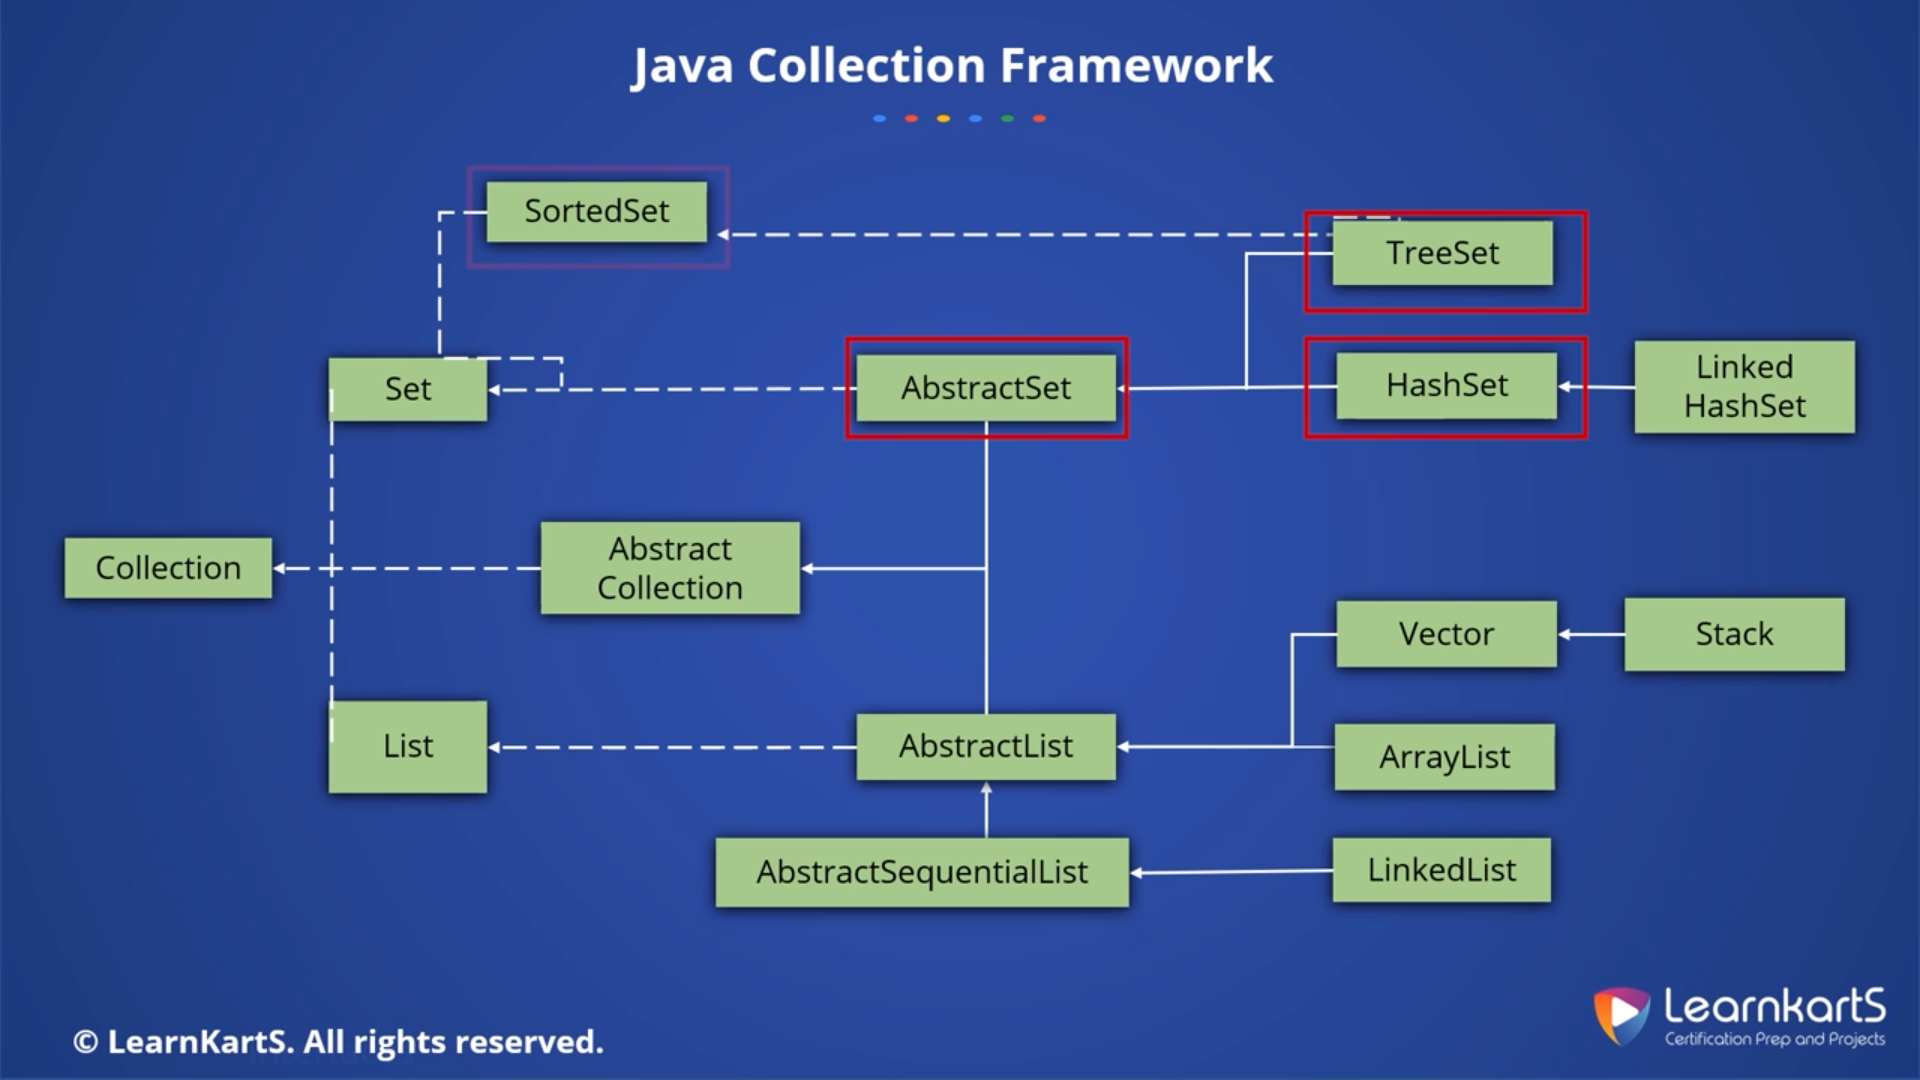 Java Collection Framework
SortedSet
TreeSet
Set
AbstractSet
HashSet
Linked
HashSet
Collection
Abstract
Collection
Vector
Stack
List
AbstractList
ArrayList
AbstractSequentialList
LinkedList
© LearnKartS. All rights reserved.
LearnkartS
Certification Prep and Projects